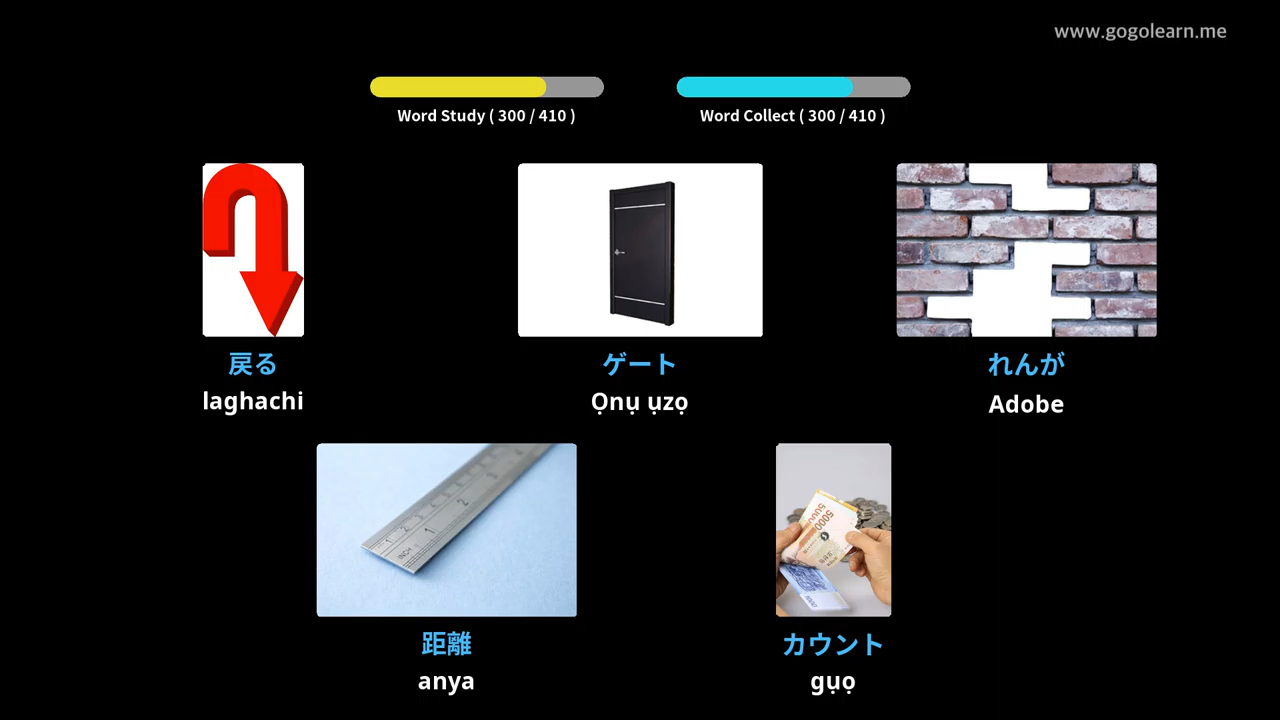 www.gogolearn.me
Word Study ( 300 / 410 )
Word Collect ( 300 / 410 )
戻る
laghachi
ゲート
Ọnụ ụzọ
れんが
Adobe
距離
anya
カウント
gụọ